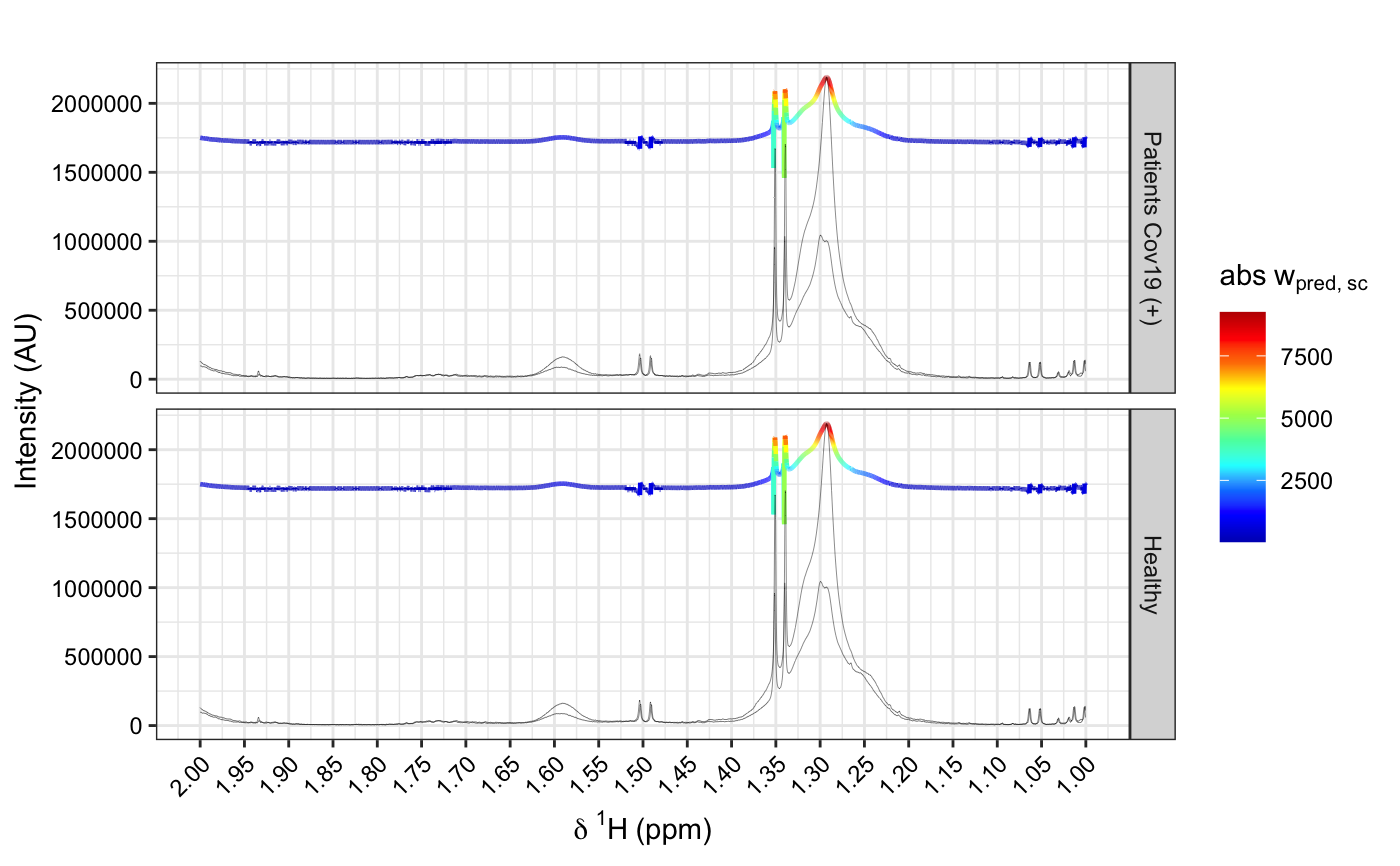 Intensity (AU)
2000000
1500000
1000000
500000
0
Patients Cov19 (+)
2000000
1500000
1000000
500000
0
Healthy
2.00 1.95 1.90 1.85 1.80 1.75 1.70 1.65 1.60 1.55 1.50 1.45 1.40 1.35 1.30 1.25 1.20 1.15 1.10 1.05 1.00
δ ¹H (ppm)
abs wpred, sc
7500
5000
2500